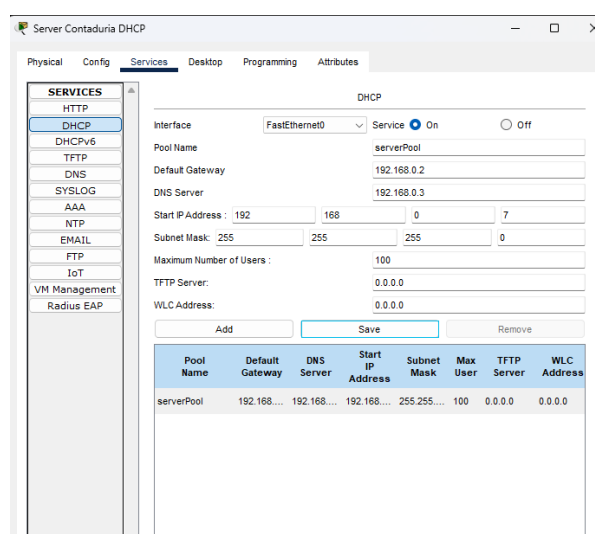 Server Contaduria DHCP
Physical Config Services Desktop Programming Attributes
SERVICES
HTTP
DHCP
DHCPv6
TFTP
DNS
SYSLOG
AAA
NTP
EMAIL
FTP
IoT
VM Management
Radius EAP
DHCP
Interface FastEthernet0 Service On Off
Pool Name serverPool
Default Gateway 192.168.0.2
DNS Server 192.168.0.3
Start IP Address : 192 168 0 7
Subnet Mask: 255 255 255 0
Maximum Number of Users : 100
TFTP Server: 0.0.0.0
WLC Address: 0.0.0.0
Add Save Remove
Pool Name Default Gateway DNS Server Start IP Address Subnet Mask Max User TFTP Server WLC Address
serverPool 192.168.... 192.168.... 192.168.... 255.255.... 100 0.0.0.0 0.0.0.0